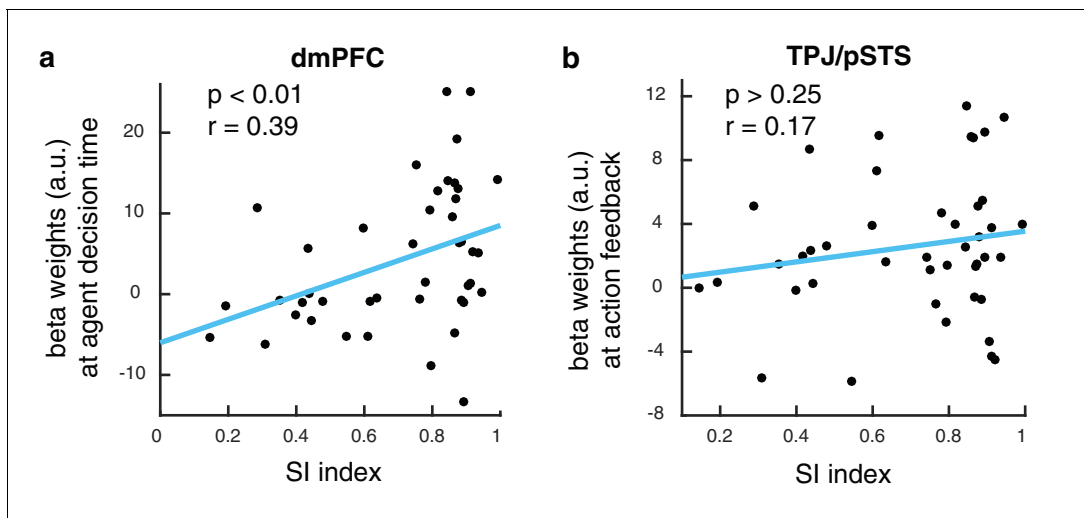 a
dmPFC
p < 0.01
r = 0.39
beta weights (a.u.)
at agent decision time
20
10
0
-10
0 0.2 0.4 0.6 0.8 1
SI index
b
TPJ/pSTS
p > 0.25
r = 0.17
beta weights (a.u.)
at action feedback
12
8
4
0
-4
-8
0.2 0.4 0.6 0.8 1
SI index